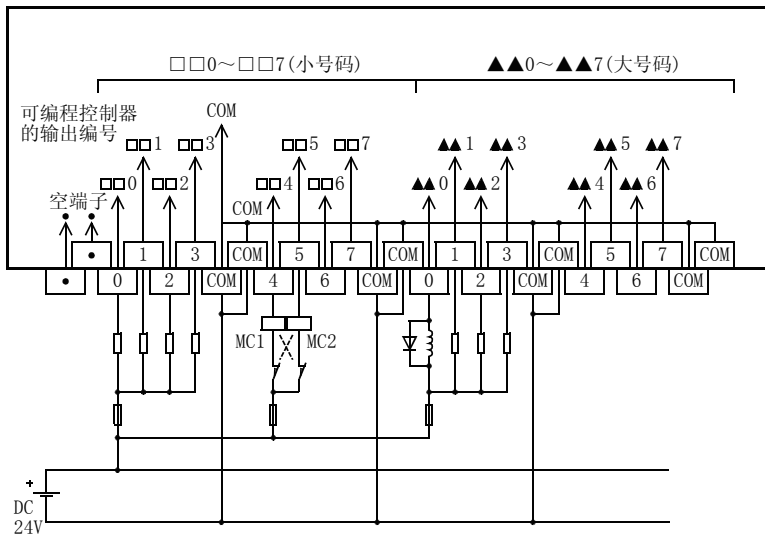 □□0～□□7(小号码) ▲▲0～▲▲7(大号码)
可编程控制器
的输出编号
COM
□□1 □□3 □□5 □□7 ▲▲1 ▲▲3 ▲▲5 ▲▲7
□□0 □□2 □□4 □□6 ▲▲0 ▲▲2 ▲▲4 ▲▲6
空端子
COM
• 1 3 COM 5 7 COM 1 3 COM 5 7 COM
• 0 2 COM 4 6 COM 0 2 COM 4 6 COM
MC1 MC2
+
DC
24V